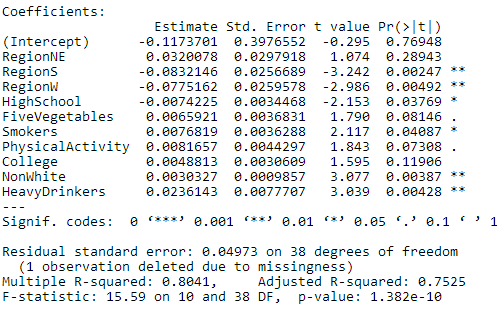 Coefficients:
Estimate Std. Error t value Pr(>|t|)
(Intercept) -0.1173701 0.3976552 -0.295 0.76948
RegionNE 0.0320078 0.0297918 1.074 0.28943
RegionS -0.0832146 0.0256689 -3.242 0.00247 **
RegionW -0.0775162 0.0259578 -2.986 0.00492 **
HighSchool -0.0074225 0.0034468 -2.153 0.03769 *
FiveVegetables 0.0065921 0.0036831 1.790 0.08146 .
Smokers 0.0076819 0.0036288 2.117 0.04087 *
PhysicalActivity 0.0081657 0.0044297 1.843 0.07308 .
College 0.0048813 0.0030609 1.595 0.11906
NonWhite 0.0030327 0.0009857 3.077 0.00387 **
HeavyDrinkers 0.0236143 0.0077707 3.039 0.00428 **
---
Signif. codes: 0 ‘***’ 0.001 ‘**’ 0.01 ‘*’ 0.05 ‘.’ 0.1 ‘ ’ 1
Residual standard error: 0.04973 on 38 degrees of freedom
(1 observation deleted due to missingness)
Multiple R-squared: 0.8041, Adjusted R-squared: 0.7525
F-statistic: 15.59 on 10 and 38 DF, p-value: 1.382e-10